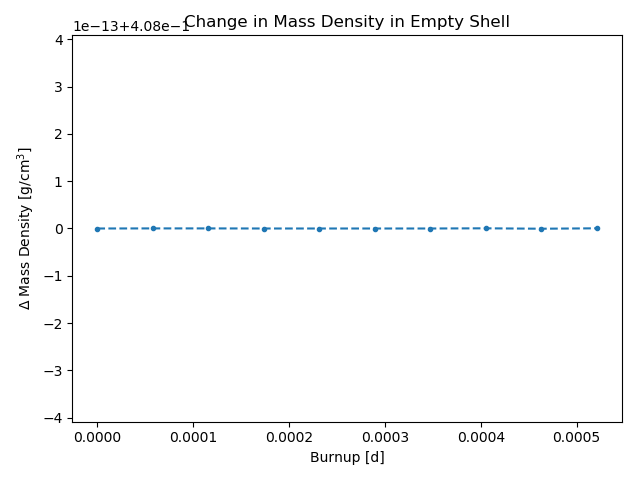 1e−13+4.08e−1
Change in Mass Density in Empty Shell
4
3
2
1
0
−1
−2
−3
−4
Δ Mass Density [g/cm³]
0.0000 0.0001 0.0002 0.0003 0.0004 0.0005
Burnup [d]